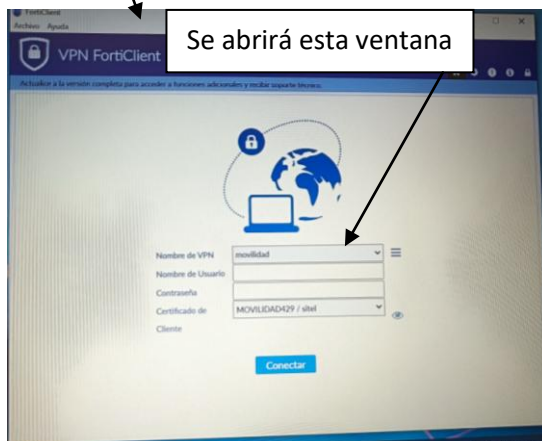 FortiClient
Archivo Ayuda
Se abrirá esta ventana
VPN FortiClient
Actualice a la versión completa para acceder a funciones adicionales y recibir soporte técnico.
Nombre de VPN movilidad
Nombre de Usuario
Contraseña
Certificado de MOVILIDAD429 / sitel
Cliente
Conectar